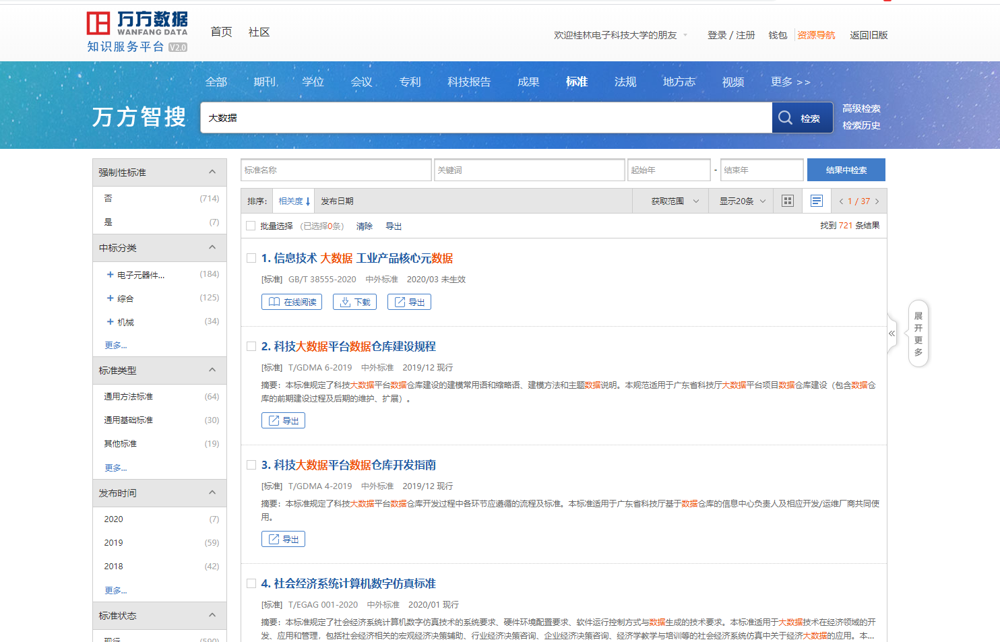 万方数据
WANFANG DATA
知识服务平台 V2.0
首页 社区
欢迎桂林电子科技大学的朋友 登录 / 注册 钱包 资源导航 返回旧版
全部 期刊 学位 会议 专利 科技报告 成果 标准 法规 地方志 视频 更多 >>
万方智搜 大数据 检索
高级检索
检索历史
强制性标准
否 (714)
是 (7)
中标分类
+ 电子元器件... (184)
+ 综合 (125)
+ 机械 (34)
更多...
标准类型
通用方法标准 (64)
通用基础标准 (30)
其他标准 (19)
更多...
发布时间
2020 (7)
2019 (59)
2018 (42)
更多...
标准状态
现行 (590)
标准名称 关键词 起始年 - 结束年 结果中检索
排序: 相关度 发布日期 获取范围 显示20条 < 1 / 37 >
批量选择 (已选择0条) 清除 导出 找到 721 条结果
1. 信息技术 大数据 工业产品核心元数据
[标准] GB/T 38555-2020 中外标准 2020/03 未生效
在线阅读 下载 导出
2. 科技大数据平台数据仓库建设规程
[标准] T/GDMA 6-2019 中外标准 2019/12 现行
摘要：本标准规定了科技大数据平台数据仓库建设的建模常用语和缩略语、建模方法和主题数据说明。本规范适用于广东省科技厅大数据平台项目数据仓库建设（包含数据仓
库的前期建设过程及后期的维护、扩展）。
导出
3. 科技大数据平台数据仓库开发指南
[标准] T/GDMA 4-2019 中外标准 2019/12 现行
摘要：本标准规定了科技大数据平台数据仓库开发过程中各环节应遵循的流程及标准。本标准适用于广东省科技厅基于数据仓库的信息中心负责人及相应开发/运维厂商共同使
用。
导出
4. 社会经济系统计算机数字仿真标准
[标准] T/EGAG 001-2020 中外标准 2020/01 现行
摘要：本标准规定了社会经济系统计算机数字仿真技术的系统要求、硬件环境配置要求、软件运行控制方式与数据生成的技术要求。本标准适用于大数据技术在经济领域的开
发、应用和管理，包括社会经济相关的宏观经济决策辅助、行业经济决策咨询、企业经济决策咨询、经济学教学与培训等的社会经济系统仿真中关于经济大数据的应用。本...
«
展
开
更
多